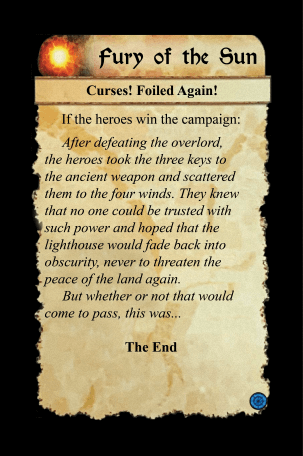 Fury of the Sun
Curses! Foiled Again!
If the heroes win the campaign:
After defeating the overlord,
the heroes took the three keys to
the ancient weapon and scattered
them to the four winds. They knew
that no one could be trusted with
such power and hoped that the
lighthouse would fade back into
obscurity, never to threaten the
peace of the land again.
But whether or not that would
come to pass, this was...
The End